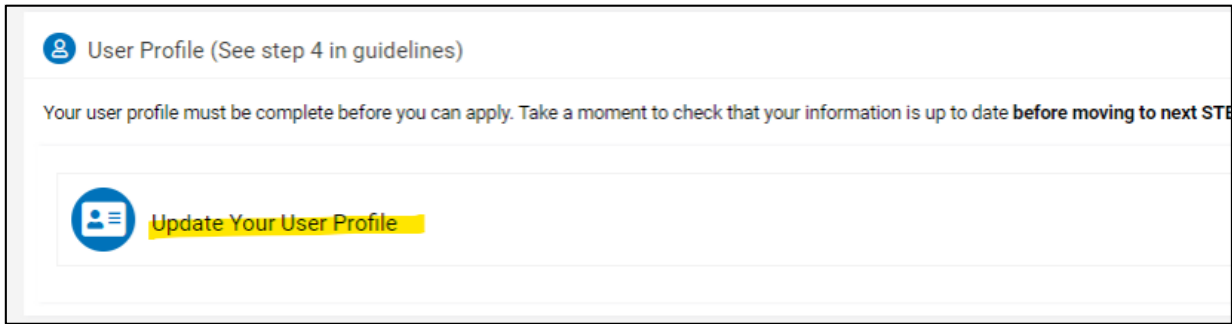 User Profile (See step 4 in guidelines)
Your user profile must be complete before you can apply. Take a moment to check that your information is up to date before moving to next STE
Update Your User Profile